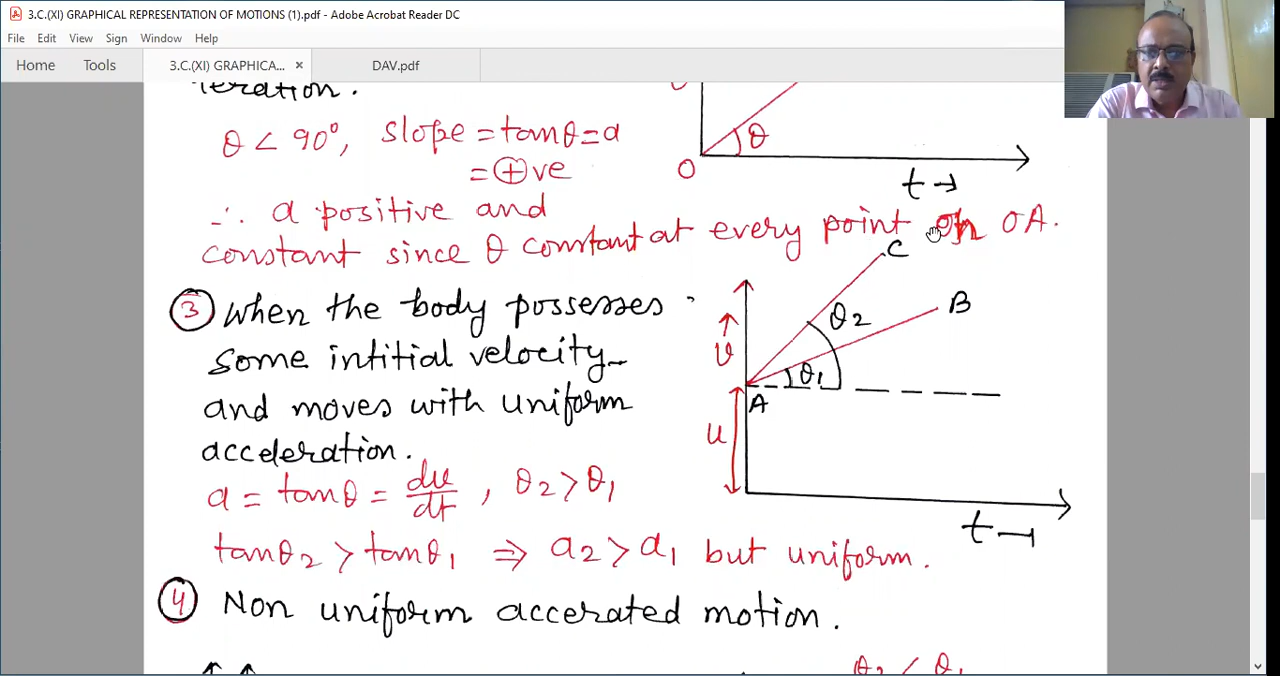 3.C.(XI) GRAPHICAL REPRESENTATION OF MOTIONS (1).pdf - Adobe Acrobat Reader DC
File Edit View Sign Window Help
Home Tools 3.C.(XI) GRAPHICA... × DAV.pdf
leration.
θ < 90°, slope = tanθ = a
= ⊕ve
θ
O
t →
∴ a positive and
constant since θ constant at every point on OA.
③ When the body possesses
some intitial velocity
and moves with uniform
acceleration.
C
B
θ2
θ1
v
A
u
t →
a = tanθ = dv/dt, θ2 > θ1
tanθ2 > tanθ1 ⇒ a2 > a1 but uniform.
④ Non uniform accerated motion.